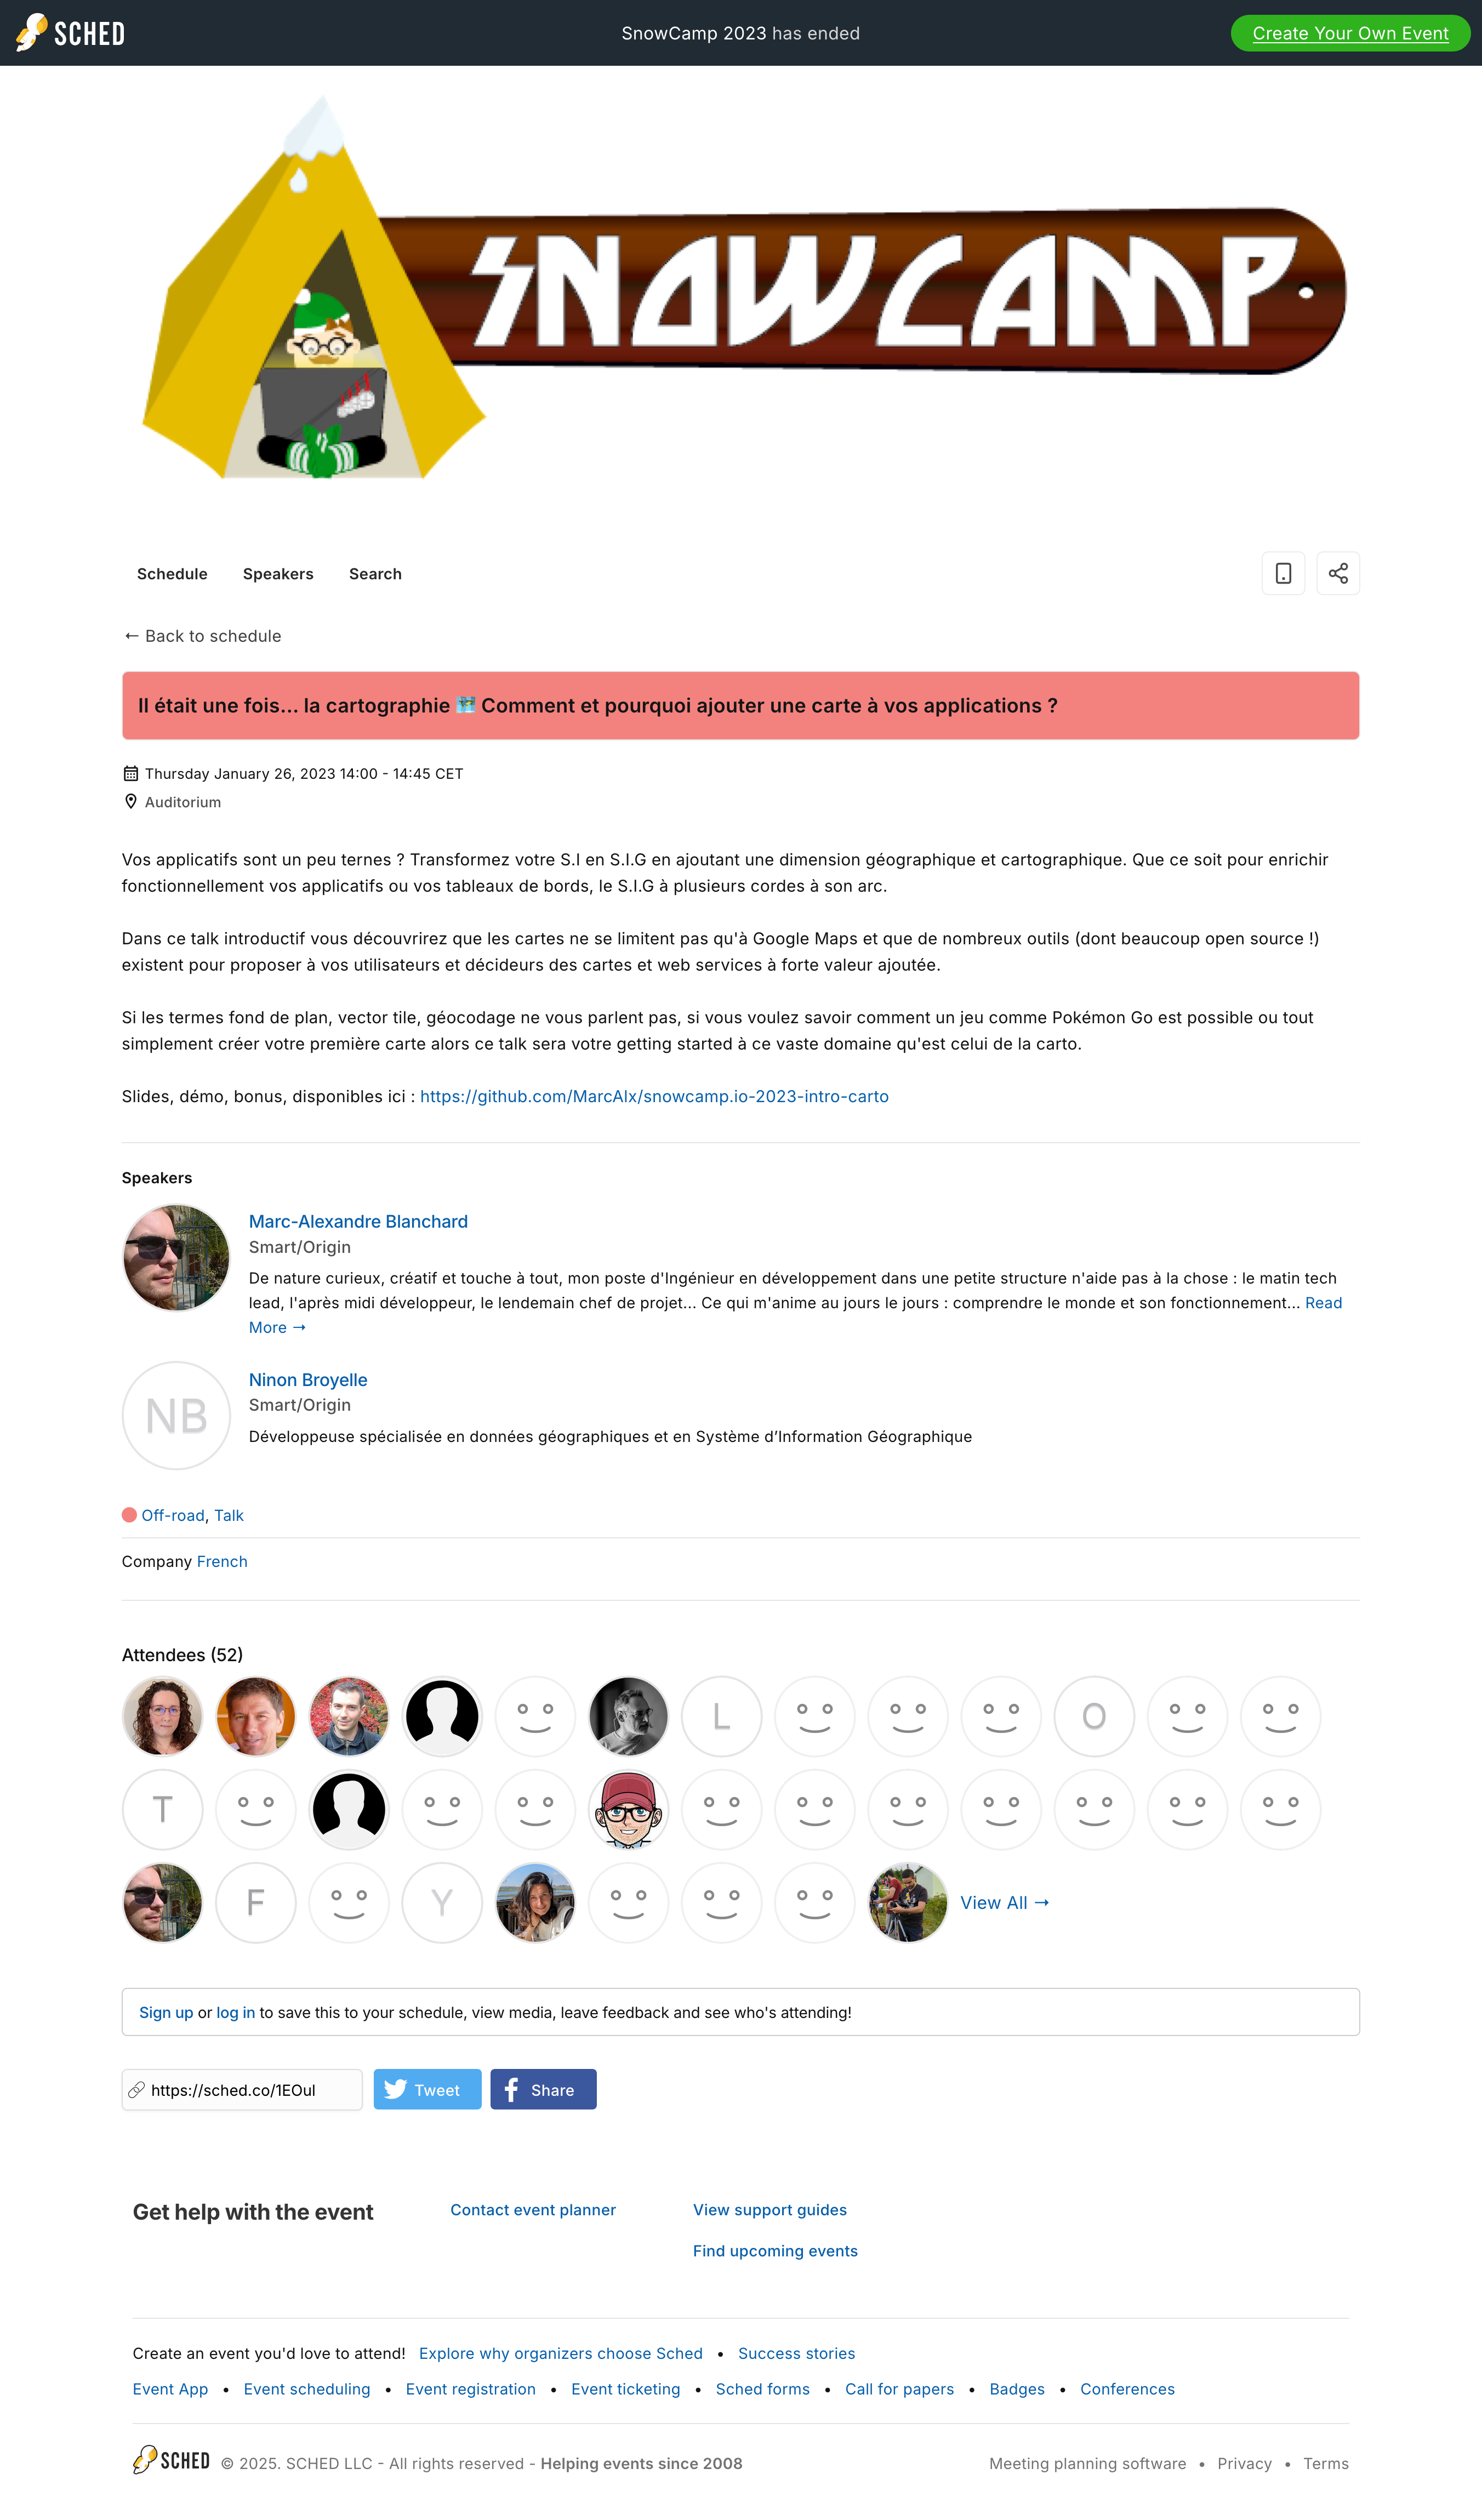 SCHED
SnowCamp 2023 has ended
Create Your Own Event
SNOWCAMP
Schedule
Speakers
Search
← Back to schedule
Il était une fois... la cartographie 🗺️ Comment et pourquoi ajouter une carte à vos applications ?
Thursday January 26, 2023 14:00 - 14:45 CET
Auditorium
Vos applicatifs sont un peu ternes ? Transformez votre S.I en S.I.G en ajoutant une dimension géographique et cartographique. Que ce soit pour enrichir
fonctionnellement vos applicatifs ou vos tableaux de bords, le S.I.G à plusieurs cordes à son arc.
Dans ce talk introductif vous découvrirez que les cartes ne se limitent pas qu'à Google Maps et que de nombreux outils (dont beaucoup open source !)
existent pour proposer à vos utilisateurs et décideurs des cartes et web services à forte valeur ajoutée.
Si les termes fond de plan, vector tile, géocodage ne vous parlent pas, si vous voulez savoir comment un jeu comme Pokémon Go est possible ou tout
simplement créer votre première carte alors ce talk sera votre getting started à ce vaste domaine qu'est celui de la carto.
Slides, démo, bonus, disponibles ici : https://github.com/MarcAlx/snowcamp.io-2023-intro-carto
Speakers
Marc-Alexandre Blanchard
Smart/Origin
De nature curieux, créatif et touche à tout, mon poste d'Ingénieur en développement dans une petite structure n'aide pas à la chose : le matin tech
lead, l'après midi développeur, le lendemain chef de projet... Ce qui m'anime au jours le jours : comprendre le monde et son fonctionnement... Read
More →
NB
Ninon Broyelle
Smart/Origin
Développeuse spécialisée en données géographiques et en Système d’Information Géographique
Off-road, Talk
Company French
Attendees (52)
L
O
T
F
Y
View All →
Sign up or log in to save this to your schedule, view media, leave feedback and see who's attending!
https://sched.co/1EOul
Tweet
Share
Get help with the event
Contact event planner
View support guides
Find upcoming events
Create an event you'd love to attend! Explore why organizers choose Sched • Success stories
Event App • Event scheduling • Event registration • Event ticketing • Sched forms • Call for papers • Badges • Conferences
SCHED © 2025. SCHED LLC - All rights reserved - Helping events since 2008
Meeting planning software • Privacy • Terms